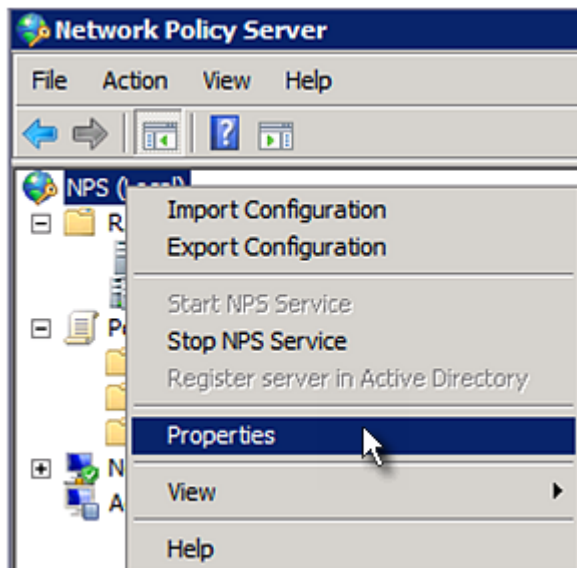 Network Policy Server
File Action View Help
NPS (Local)
Import Configuration
Export Configuration
Start NPS Service
Stop NPS Service
Register server in Active Directory
Properties
View
Help